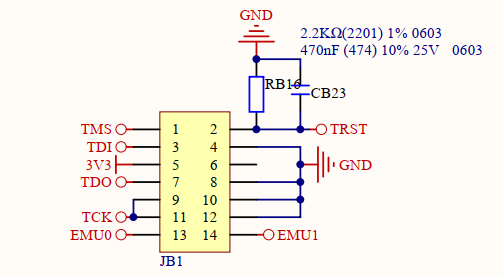 GND
2.2KΩ(2201) 1% 0603
470nF (474) 10% 25V 0603
RB16
CB23
TMS 1 2 TRST
TDI 3 4
3V3 5 6 GND
TDO 7 8
9 10
TCK 11 12
EMU0 13 14 EMU1
JB1